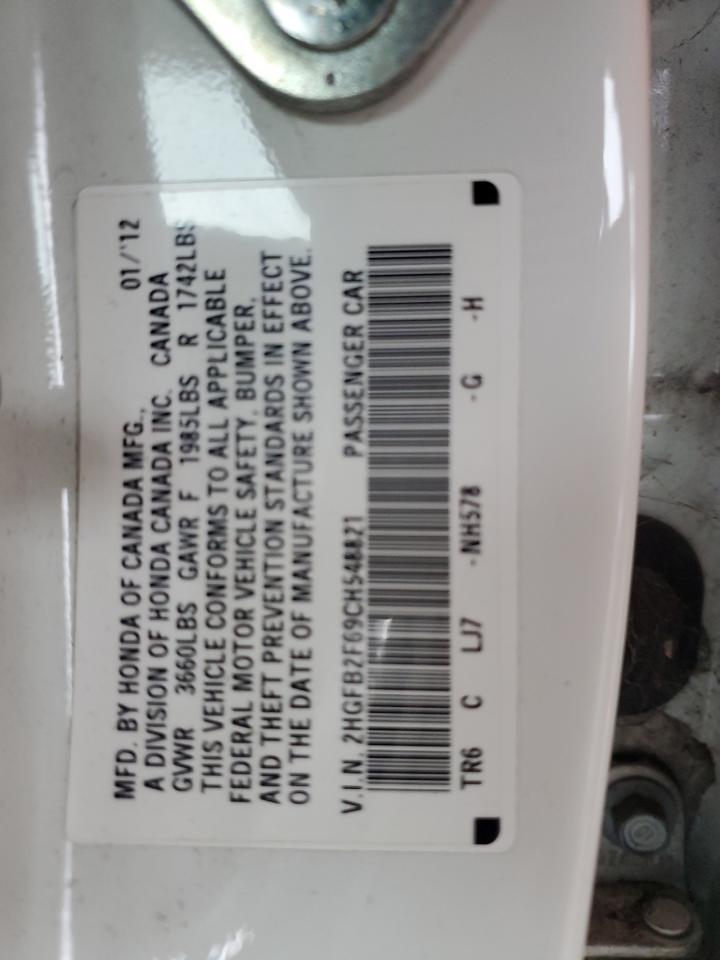 MFD. BY HONDA OF CANADA MFG., 01/'12
A DIVISION OF HONDA CANADA INC. CANADA
GVWR 3660LBS GAWR F 1985LBS R 1742LBS
THIS VEHICLE CONFORMS TO ALL APPLICABLE
FEDERAL MOTOR VEHICLE SAFETY, BUMPER,
AND THEFT PREVENTION STANDARDS IN EFFECT
ON THE DATE OF MANUFACTURE SHOWN ABOVE.
V.I.N. 2HGFB2F69CH548821 PASSENGER CAR
TR6 C LJ7 -NH578 -G -H